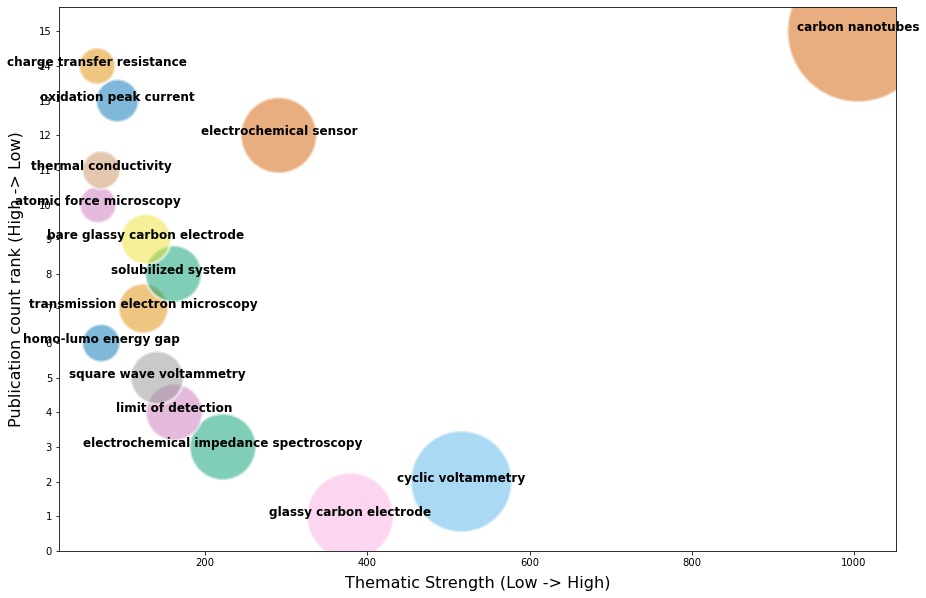 15
carbon nanotubes
14
charge transfer resistance
13
oxidation peak current
12
electrochemical sensor
11
thermal conductivity
10
atomic force microscopy
9
bare glassy carbon electrode
8
solubilized system
7
transmission electron microscopy
6
homo-lumo energy gap
5
square wave voltammetry
4
limit of detection
3
electrochemical impedance spectroscopy
2
cyclic voltammetry
1
glassy carbon electrode
0
Publication count rank (High -> Low)
200
400
600
800
1000
Thematic Strength (Low -> High)